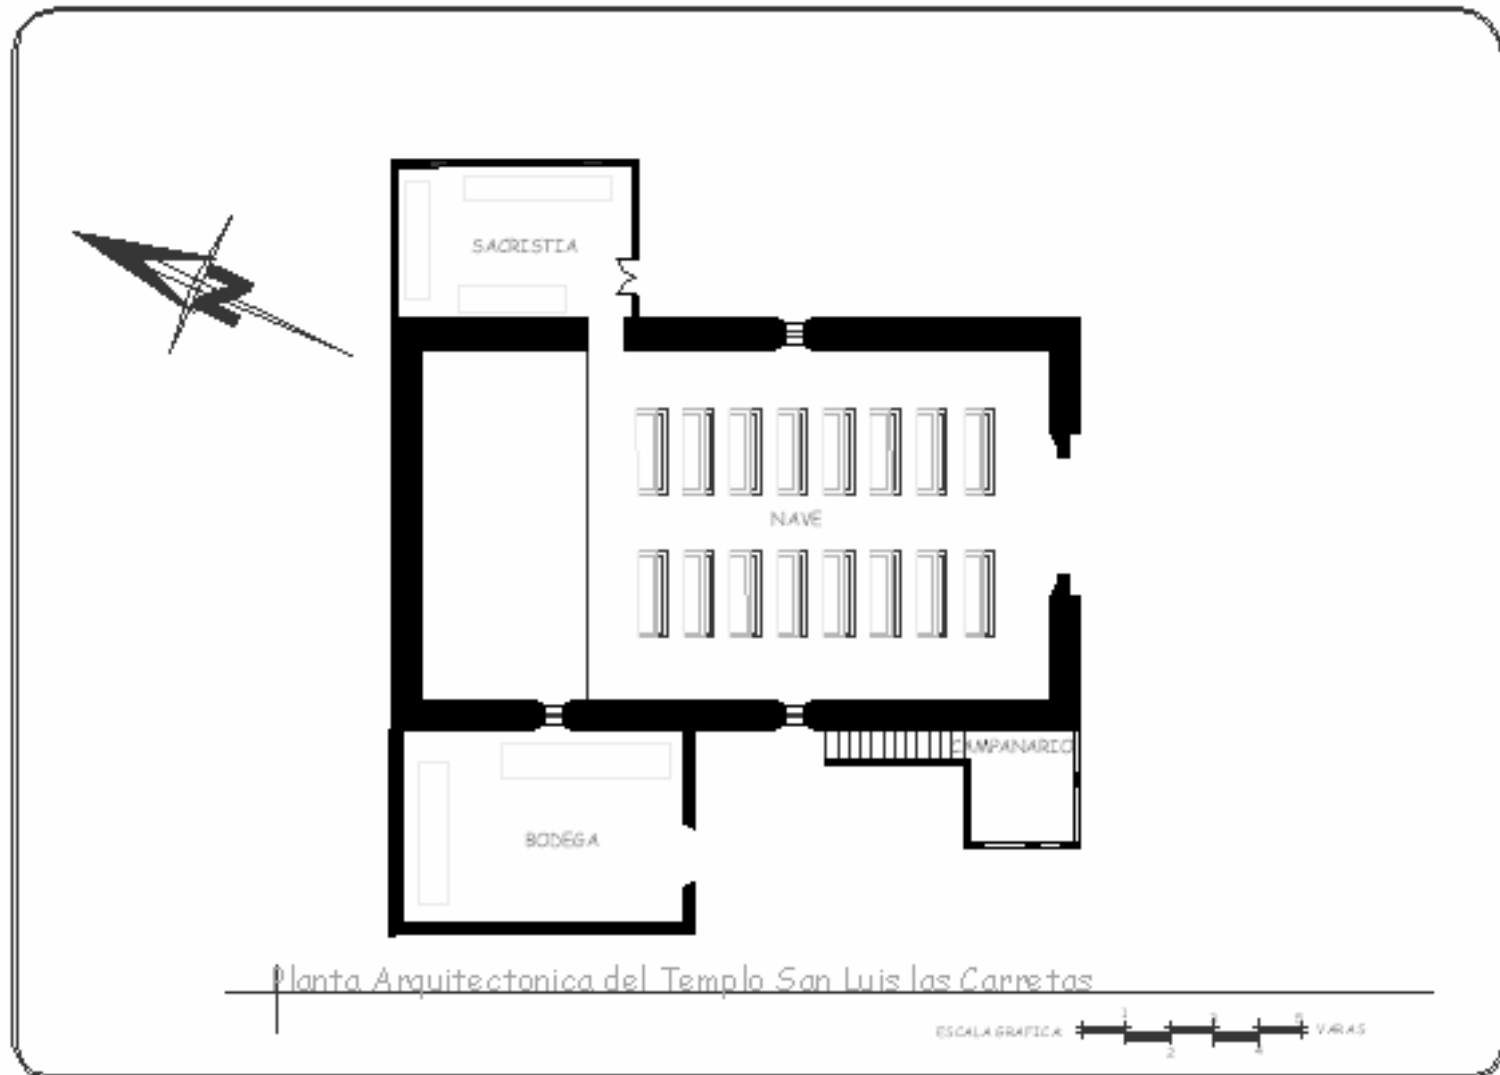 SACRISTIA
N
NAVE
CAMPANARIO
BODEGA
Planta Arquitectonica del Templo San Luis las Carretas
ESCALA GRAFICA 1 2 3 4 5 VARAS